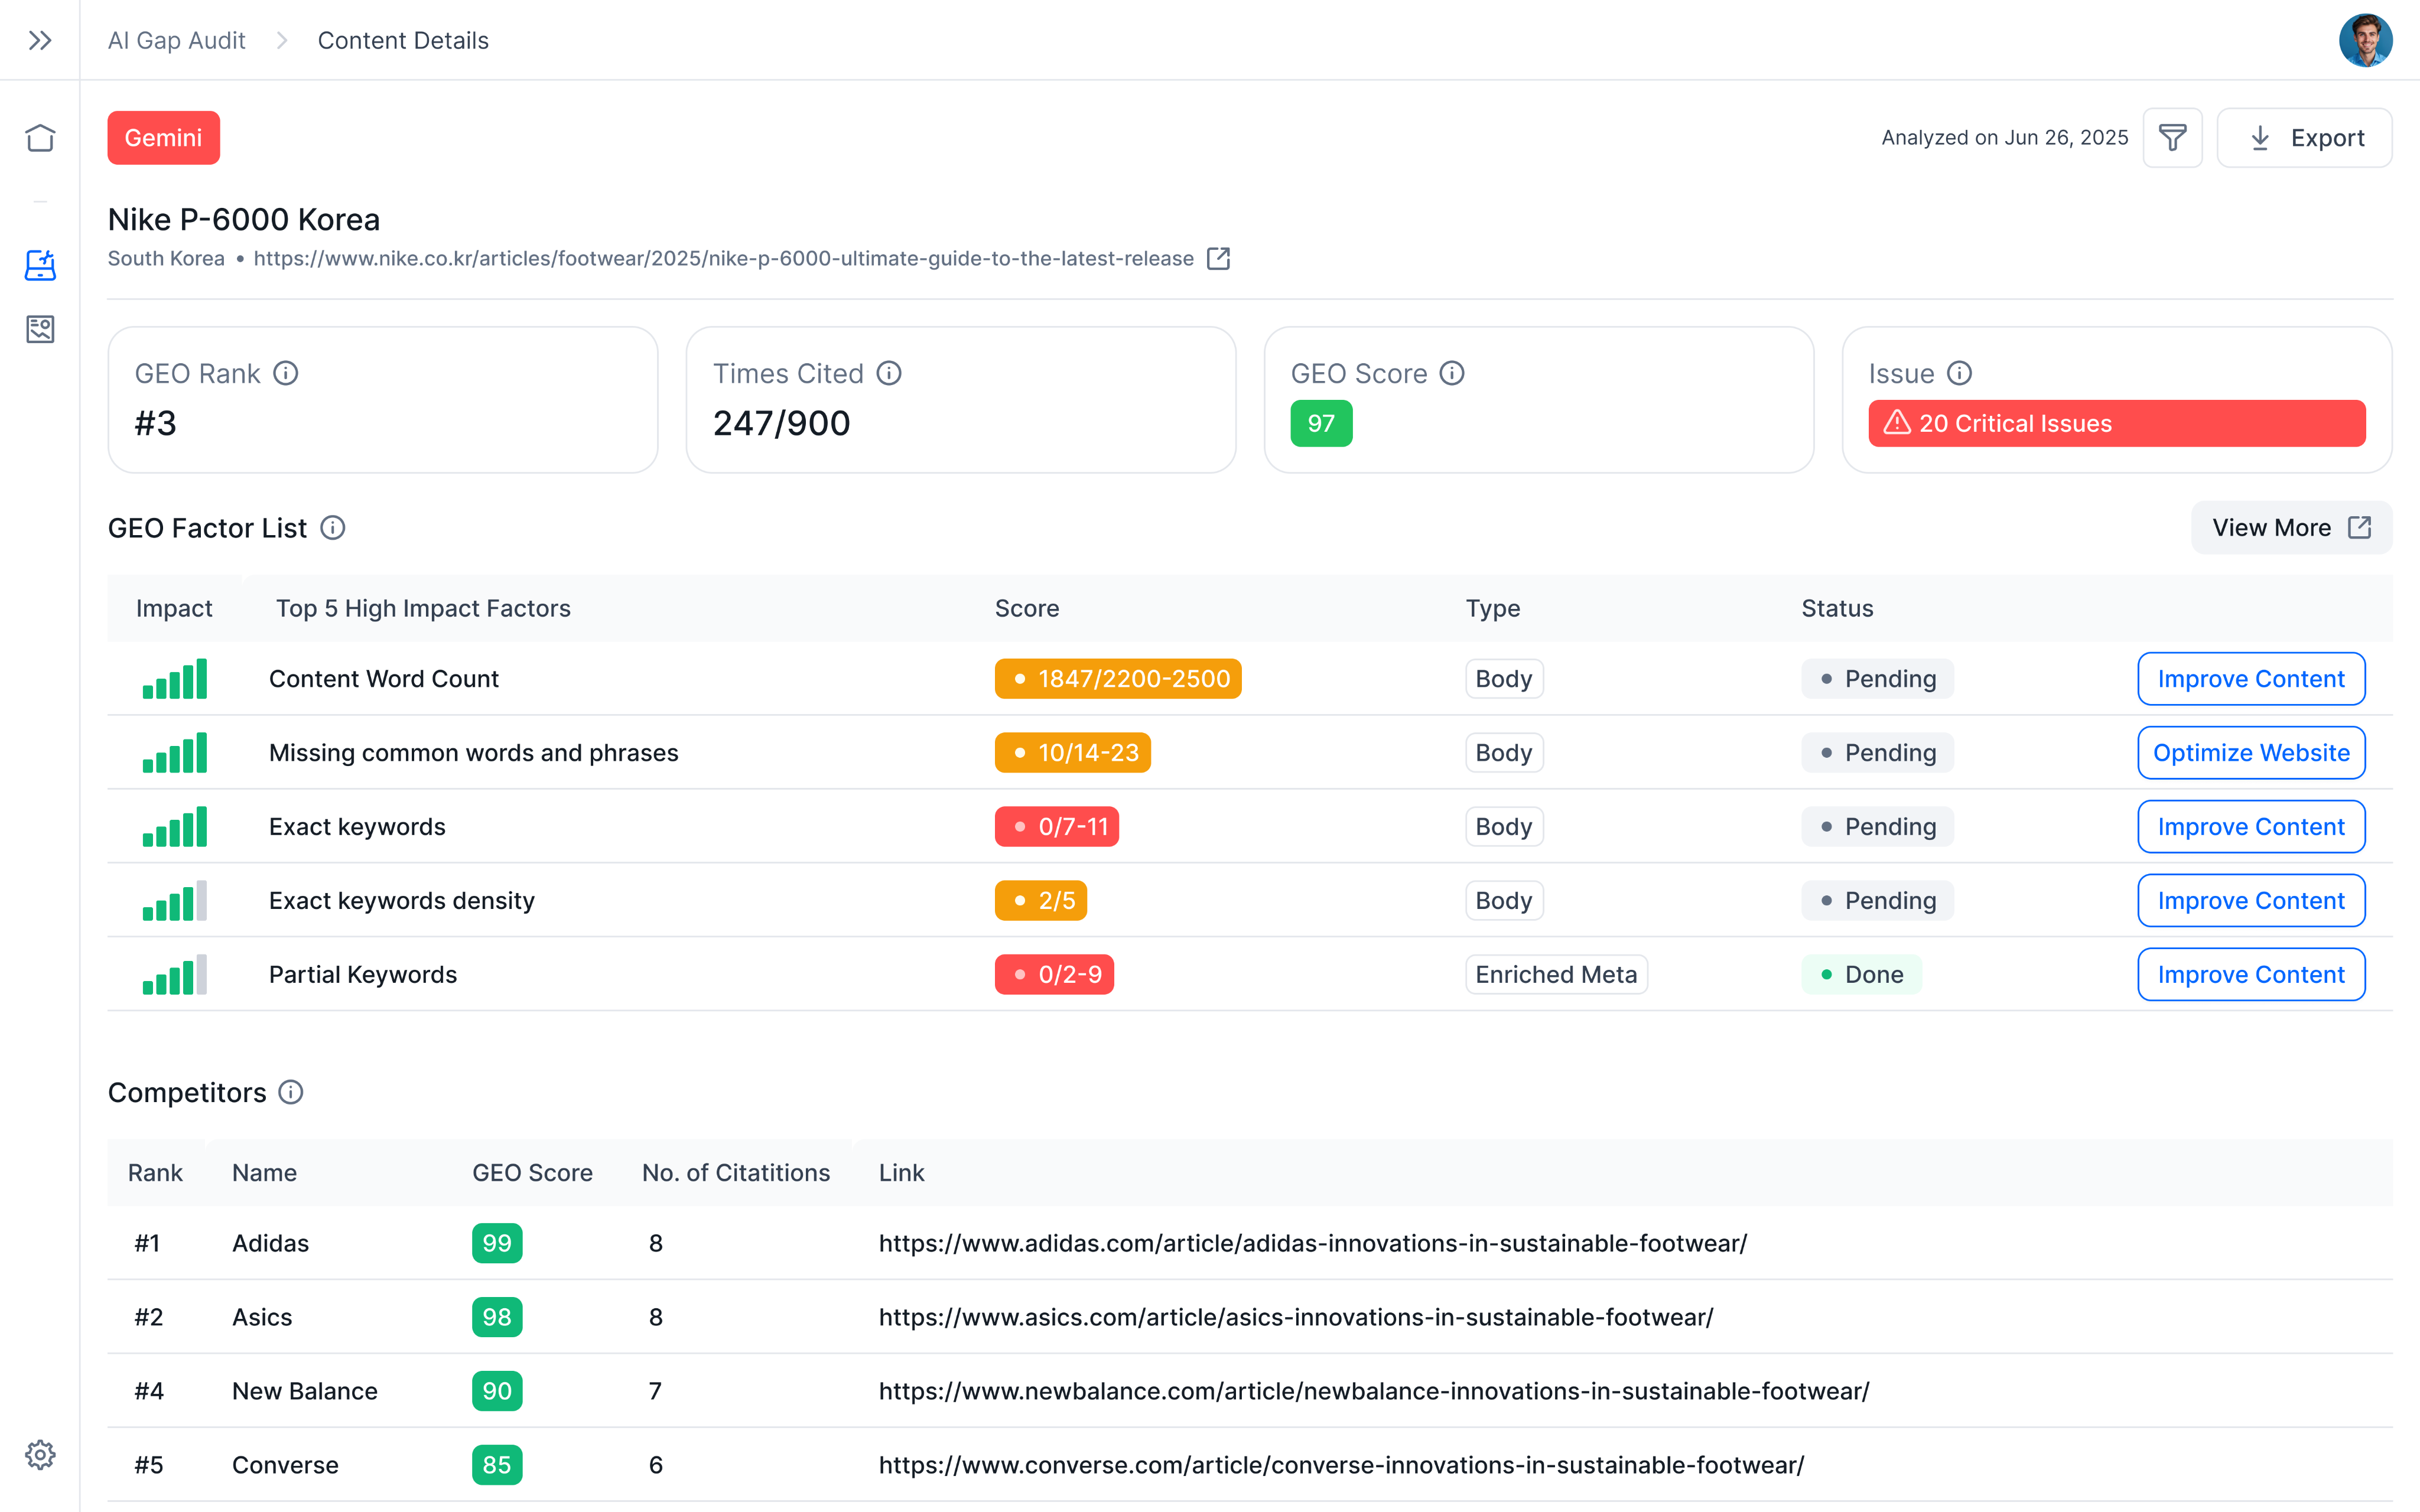 AI Gap Audit
Content Details
Gemini
Analyzed on Jun 26, 2025
Export
Nike P-6000 Korea
South Korea • https://www.nike.co.kr/articles/footwear/2025/nike-p-6000-ultimate-guide-to-the-latest-release
GEO Rank
#3
Times Cited
247/900
GEO Score
97
Issue
20 Critical Issues
GEO Factor List
View More
Impact Top 5 High Impact Factors Score Type Status
Content Word Count 1847/2200-2500 Body Pending Improve Content
Missing common words and phrases 10/14-23 Body Pending Optimize Website
Exact keywords 0/7-11 Body Pending Improve Content
Exact keywords density 2/5 Body Pending Improve Content
Partial Keywords 0/2-9 Enriched Meta Done Improve Content
Competitors
Rank Name GEO Score No. of Citatitions Link
#1 Adidas 99 8 https://www.adidas.com/article/adidas-innovations-in-sustainable-footwear/
#2 Asics 98 8 https://www.asics.com/article/asics-innovations-in-sustainable-footwear/
#4 New Balance 90 7 https://www.newbalance.com/article/newbalance-innovations-in-sustainable-footwear/
#5 Converse 85 6 https://www.converse.com/article/converse-innovations-in-sustainable-footwear/